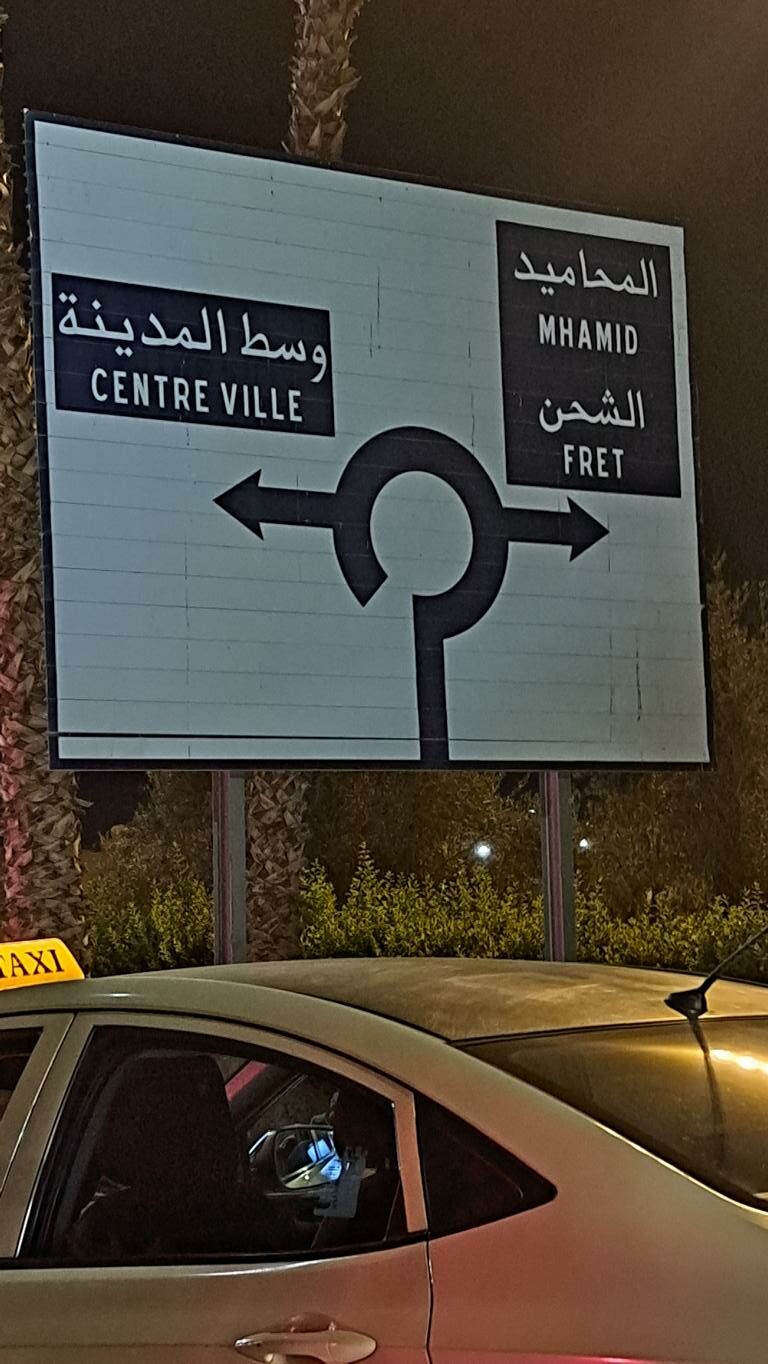 وسط المدينة
CENTRE VILLE
المحاميد
MHAMID
الشحن
FRET
TAXI